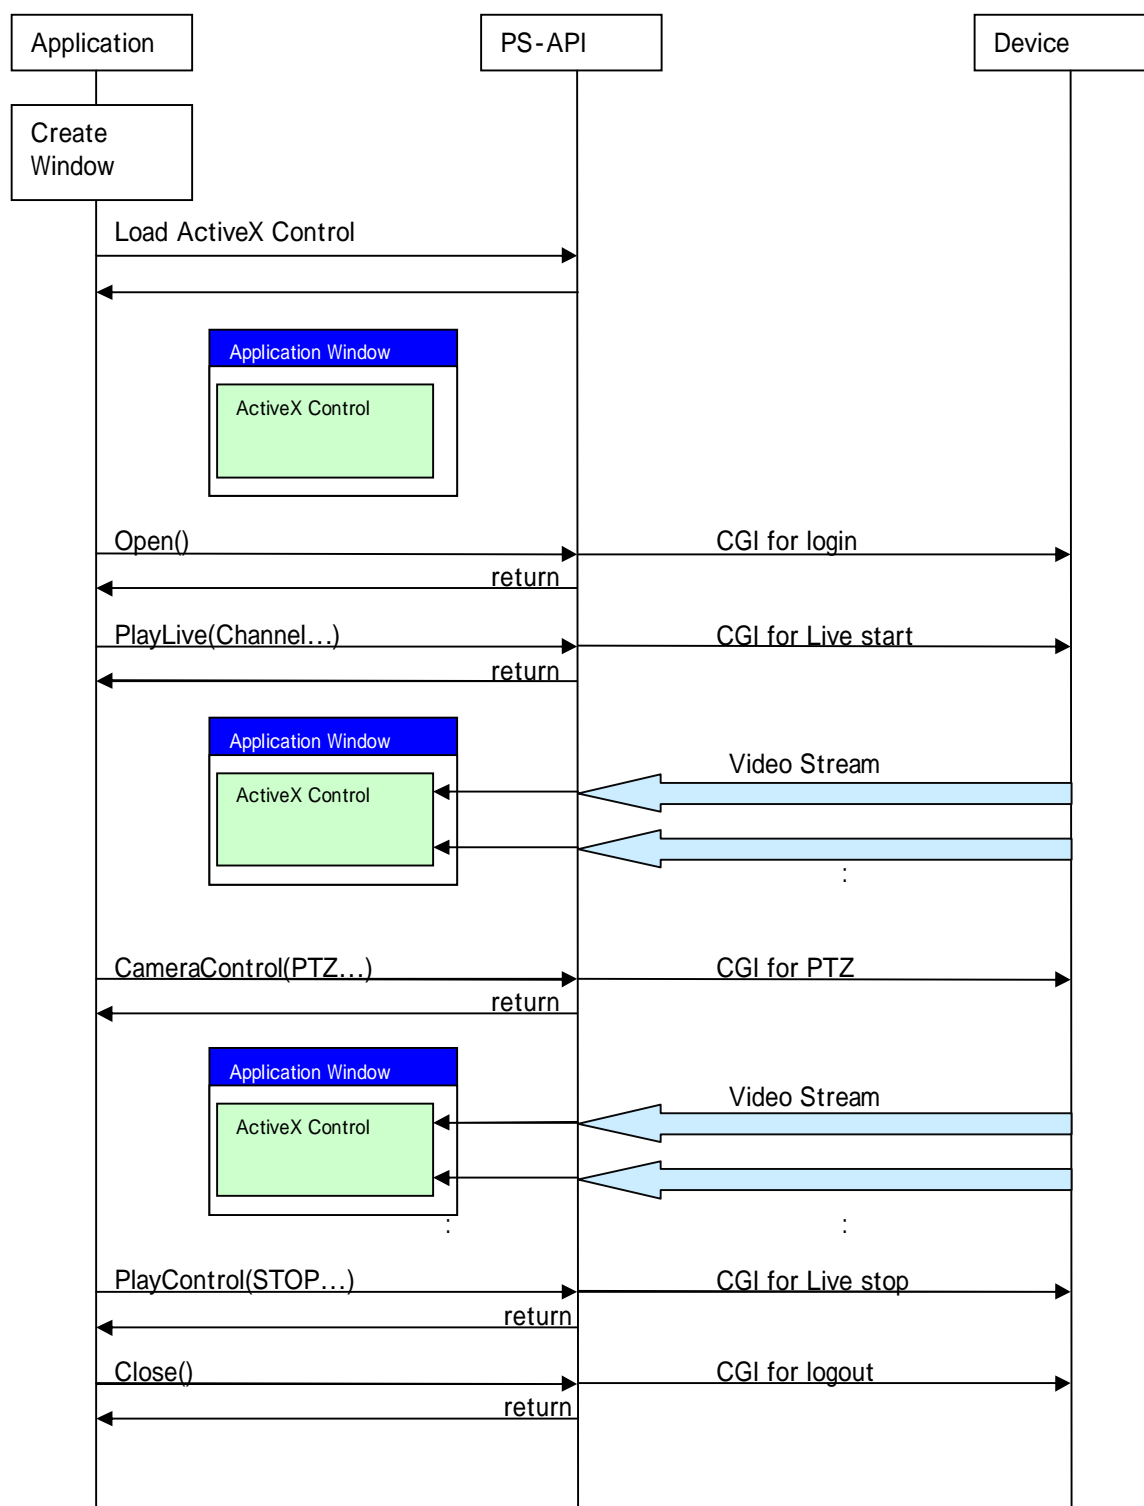 Application
PS-API
Device
Create
Window
Load ActiveX Control
Application Window
ActiveX Control
Open()
CGI for login
return
PlayLive(Channel...)
CGI for Live start
return
Application Window
Video Stream
ActiveX Control
:
CameraControl(PTZ...)
CGI for PTZ
return
Application Window
Video Stream
ActiveX Control
:
:
PlayControl(STOP...)
CGI for Live stop
return
Close()
CGI for logout
return